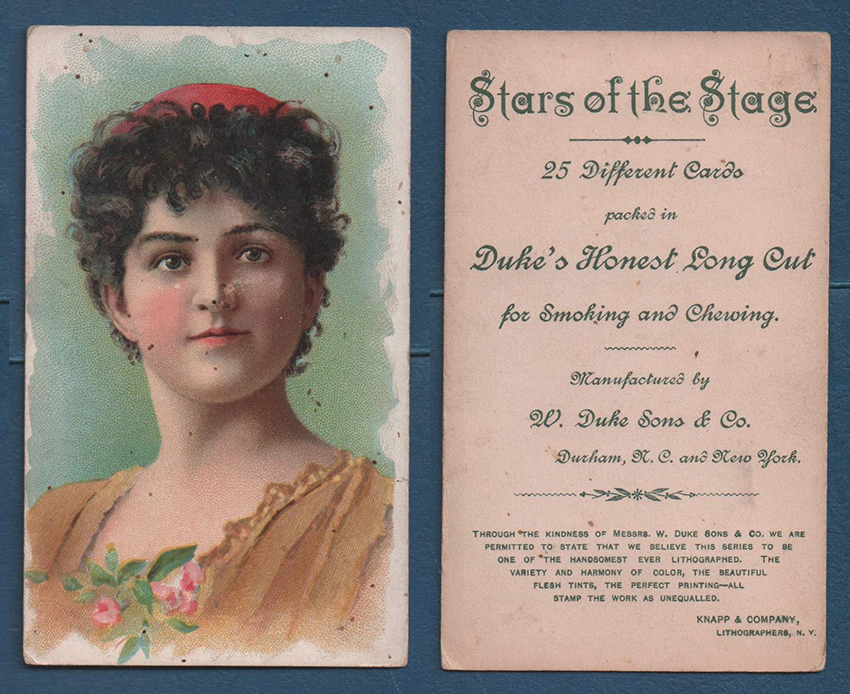 Stars of the Stage
25 Different Cards
packed in
Duke's Honest Long Cut
for Smoking and Chewing.
Manufactured by
W. Duke Sons & Co.
Durham, N. C. and New York.
THROUGH THE KINDNESS OF MESSRS. W. DUKE SONS & CO. WE ARE
PERMITTED TO STATE THAT WE BELIEVE THIS SERIES TO BE
ONE OF THE HANDSOMEST EVER LITHOGRAPHED. THE
VARIETY AND HARMONY OF COLOR, THE BEAUTIFUL
FLESH TINTS, THE PERFECT PRINTING—ALL
STAMP THE WORK AS UNEQUALLED.
KNAPP & COMPANY,
LITHOGRAPHERS, N. Y.